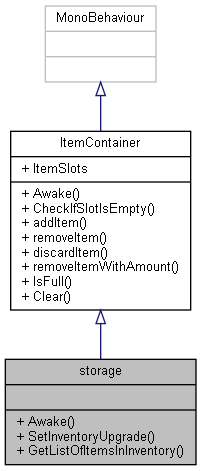 MonoBehaviour
ItemContainer
+ ItemSlots
+ Awake()
+ CheckIfSlotIsEmpty()
+ addItem()
+ removeItem()
+ discardItem()
+ removeItemWithAmount()
+ IsFull()
+ Clear()
storage
+ Awake()
+ SetInventoryUpgrade()
+ GetListOfItemsInInventory()